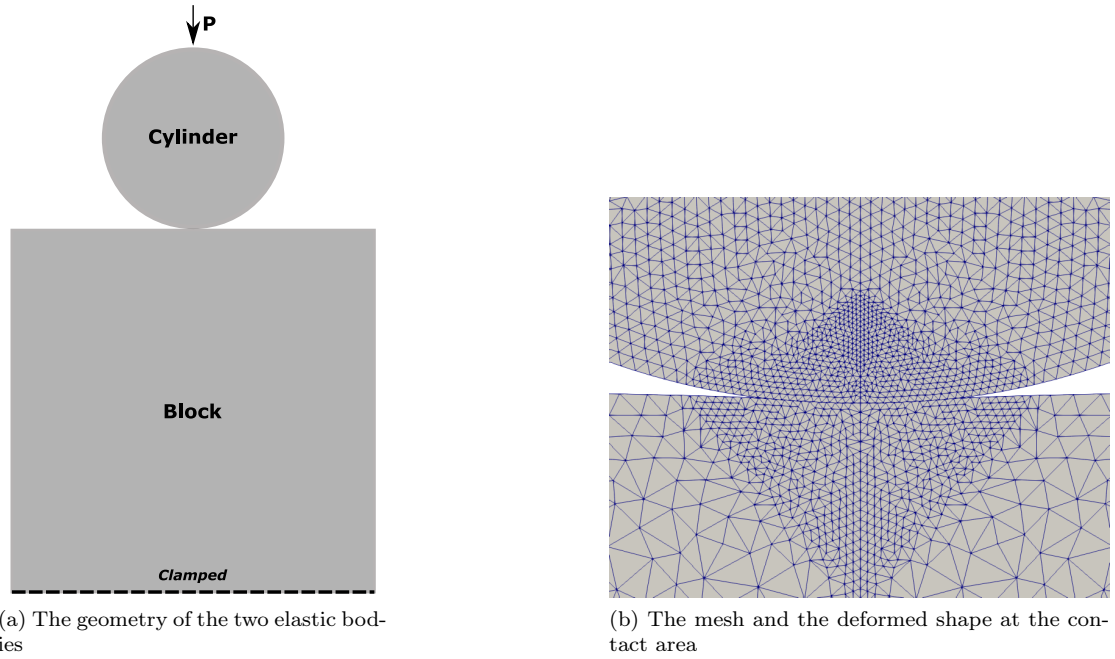 P
Cylinder
Block
Clamped
(a) The geometry of the two elastic bod-
ies
(b) The mesh and the deformed shape at the con-
tact area